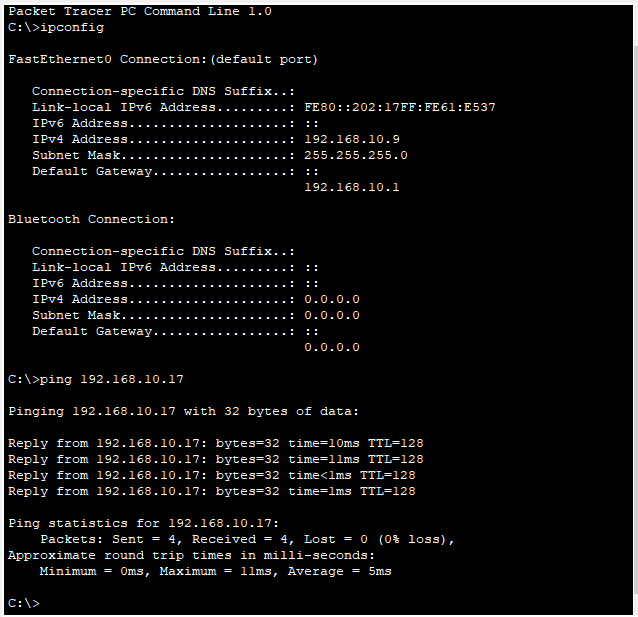 Packet Tracer PC Command Line 1.0
C:\>ipconfig
FastEthernet0 Connection:(default port)
Connection-specific DNS Suffix..:
Link-local IPv6 Address.........: FE80::202:17FF:FE61:E537
IPv6 Address....................: ::
IPv4 Address....................: 192.168.10.9
Subnet Mask.....................: 255.255.255.0
Default Gateway.................: ::
192.168.10.1
Bluetooth Connection:
Connection-specific DNS Suffix..:
Link-local IPv6 Address.........: ::
IPv6 Address....................: ::
IPv4 Address....................: 0.0.0.0
Subnet Mask.....................: 0.0.0.0
Default Gateway.................: ::
0.0.0.0
C:\>ping 192.168.10.17
Pinging 192.168.10.17 with 32 bytes of data:
Reply from 192.168.10.17: bytes=32 time=10ms TTL=128
Reply from 192.168.10.17: bytes=32 time=11ms TTL=128
Reply from 192.168.10.17: bytes=32 time<1ms TTL=128
Reply from 192.168.10.17: bytes=32 time=1ms TTL=128
Ping statistics for 192.168.10.17:
Packets: Sent = 4, Received = 4, Lost = 0 (0% loss),
Approximate round trip times in milli-seconds:
Minimum = 0ms, Maximum = 11ms, Average = 5ms
C:\>